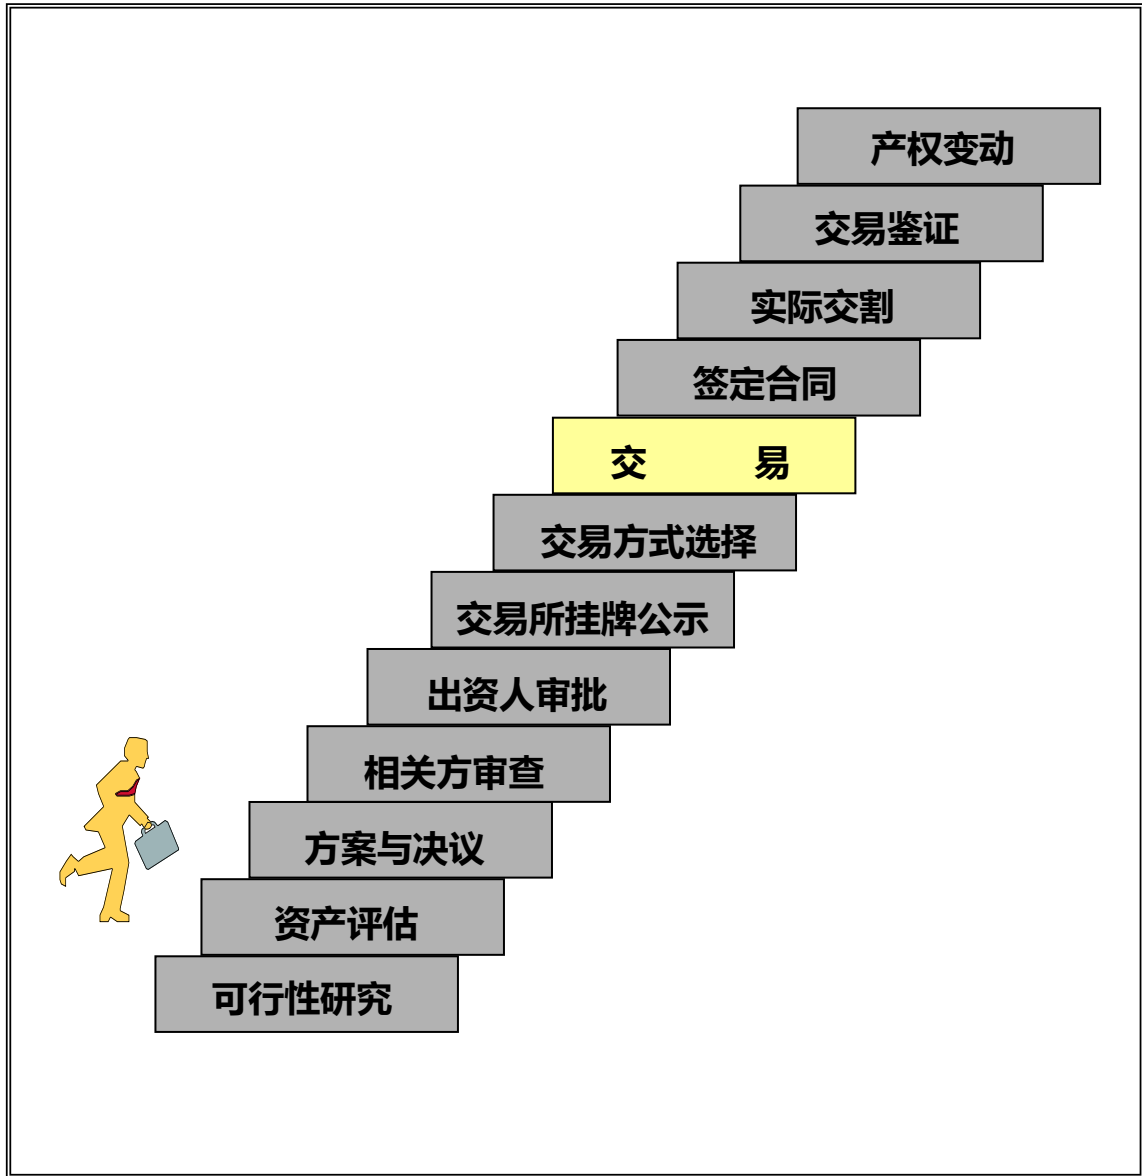 产权变动
交易鉴证
实际交割
签定合同
交 易
交易方式选择
交易所挂牌公示
出资人审批
相关方审查
方案与决议
资产评估
可行性研究